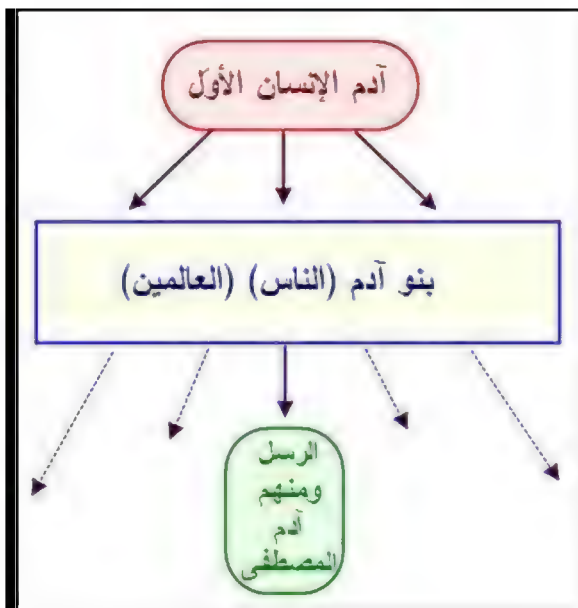 آدم الإنسان الأول
بنو آدم (الناس) (العالمين)
الرسل
ومنهم
آدم
المصطفى